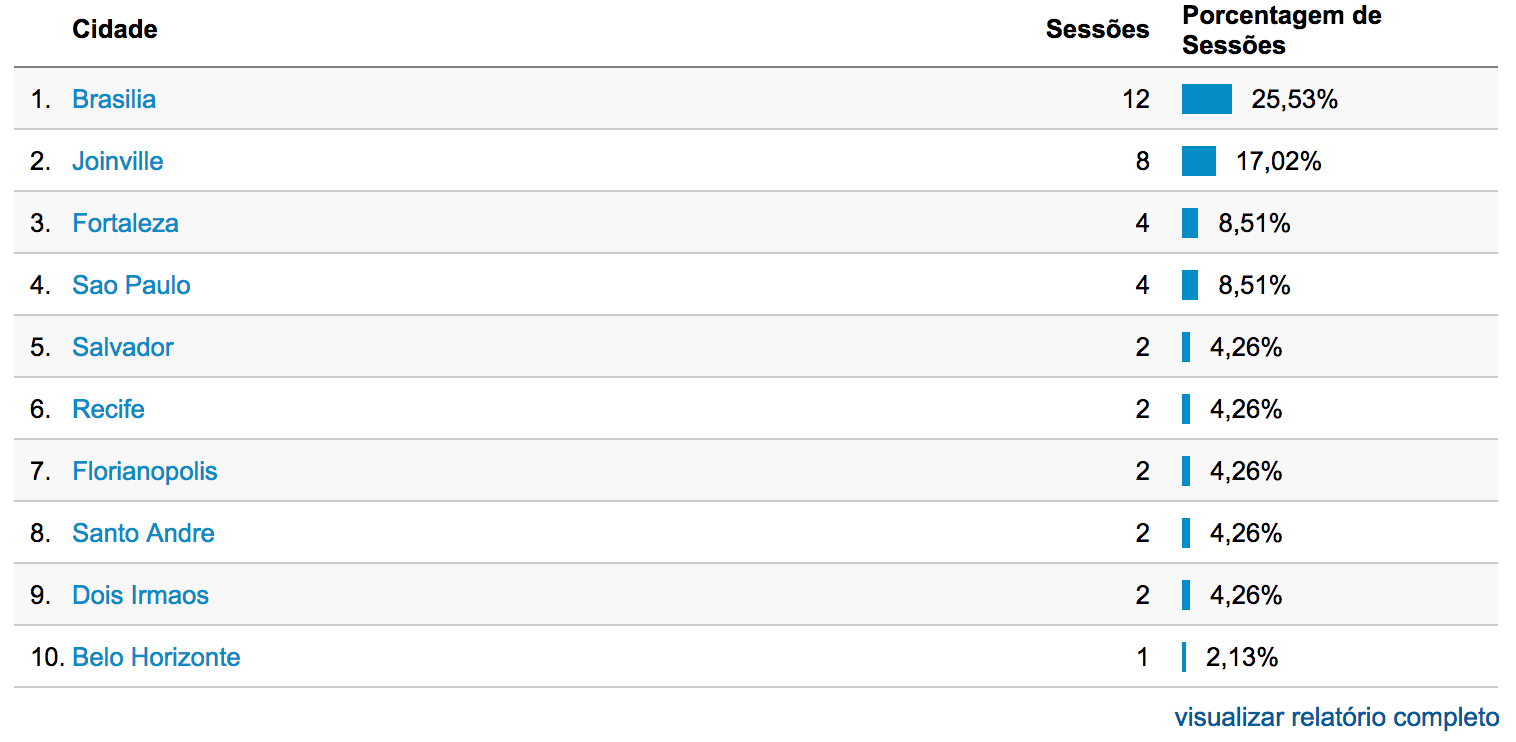 Cidade Sessões Porcentagem de Sessões
1. Brasilia 12 25,53%
2. Joinville 8 17,02%
3. Fortaleza 4 8,51%
4. Sao Paulo 4 8,51%
5. Salvador 2 4,26%
6. Recife 2 4,26%
7. Florianopolis 2 4,26%
8. Santo Andre 2 4,26%
9. Dois Irmaos 2 4,26%
10. Belo Horizonte 1 2,13%
visualizar relatório completo